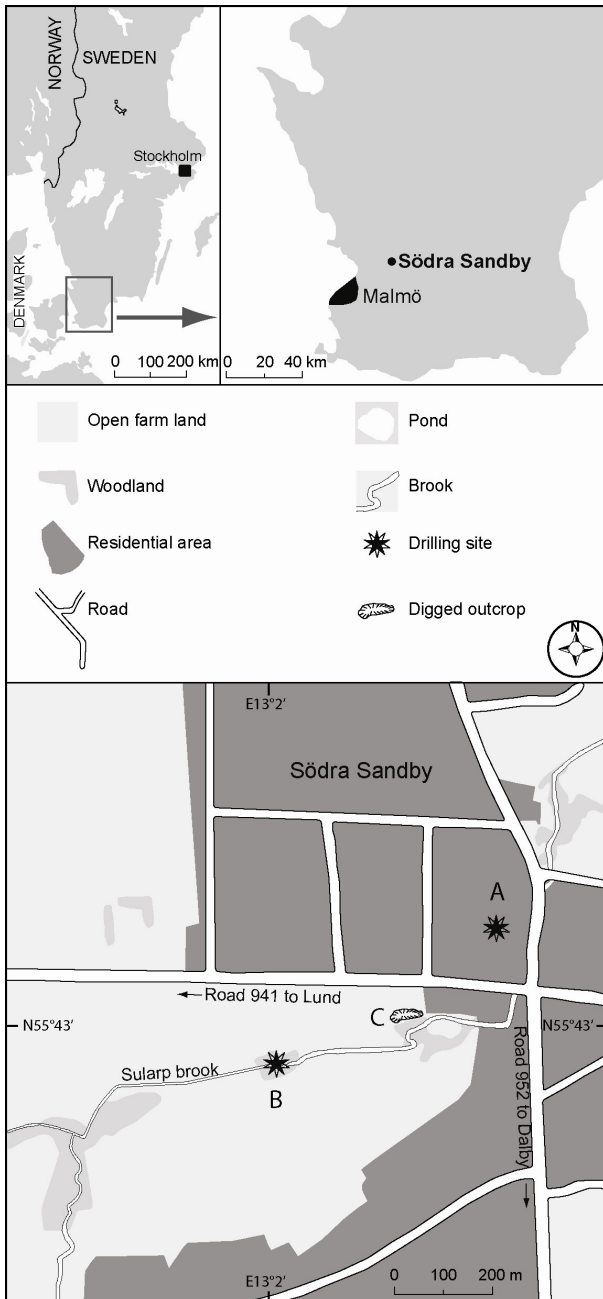 NORWAY
SWEDEN
Stockholm
DENMARK
0 100 200 km
Södra Sandby
Malmö
0 20 40 km
Open farm land
Pond
Woodland
Brook
Residential area
Drilling site
Road
Digged outcrop
N
E13°2′
Södra Sandby
A
Road 941 to Lund
C
N55°43′
N55°43′
Road 952 to Dalby
Sularp brook
B
E13°2′
0 100 200 m